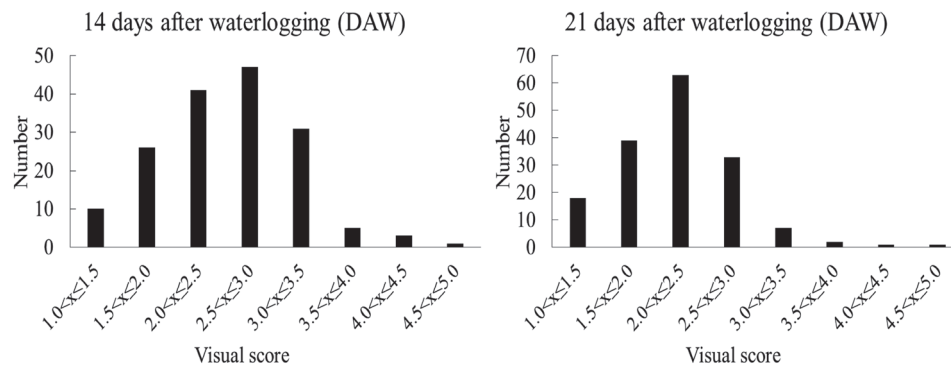 14 days after waterlogging (DAW)
50
40
30
20
10
0
Number
1.0<x≤1.5
1.5<x≤2.0
2.0<x≤2.5
2.5<x≤3.0
3.0<x≤3.5
3.5<x≤4.0
4.0<x≤4.5
4.5<x≤5.0
Visual score
21 days after waterlogging (DAW)
70
60
50
40
30
20
10
0
Number
1.0<x≤1.5
1.5<x≤2.0
2.0<x≤2.5
2.5<x≤3.0
3.0<x≤3.5
3.5<x≤4.0
4.0<x≤4.5
4.5<x≤5.0
Visual score